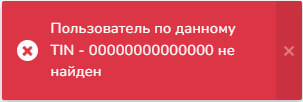 Пользователь по данному
TIN - 00000000000000 не
найден